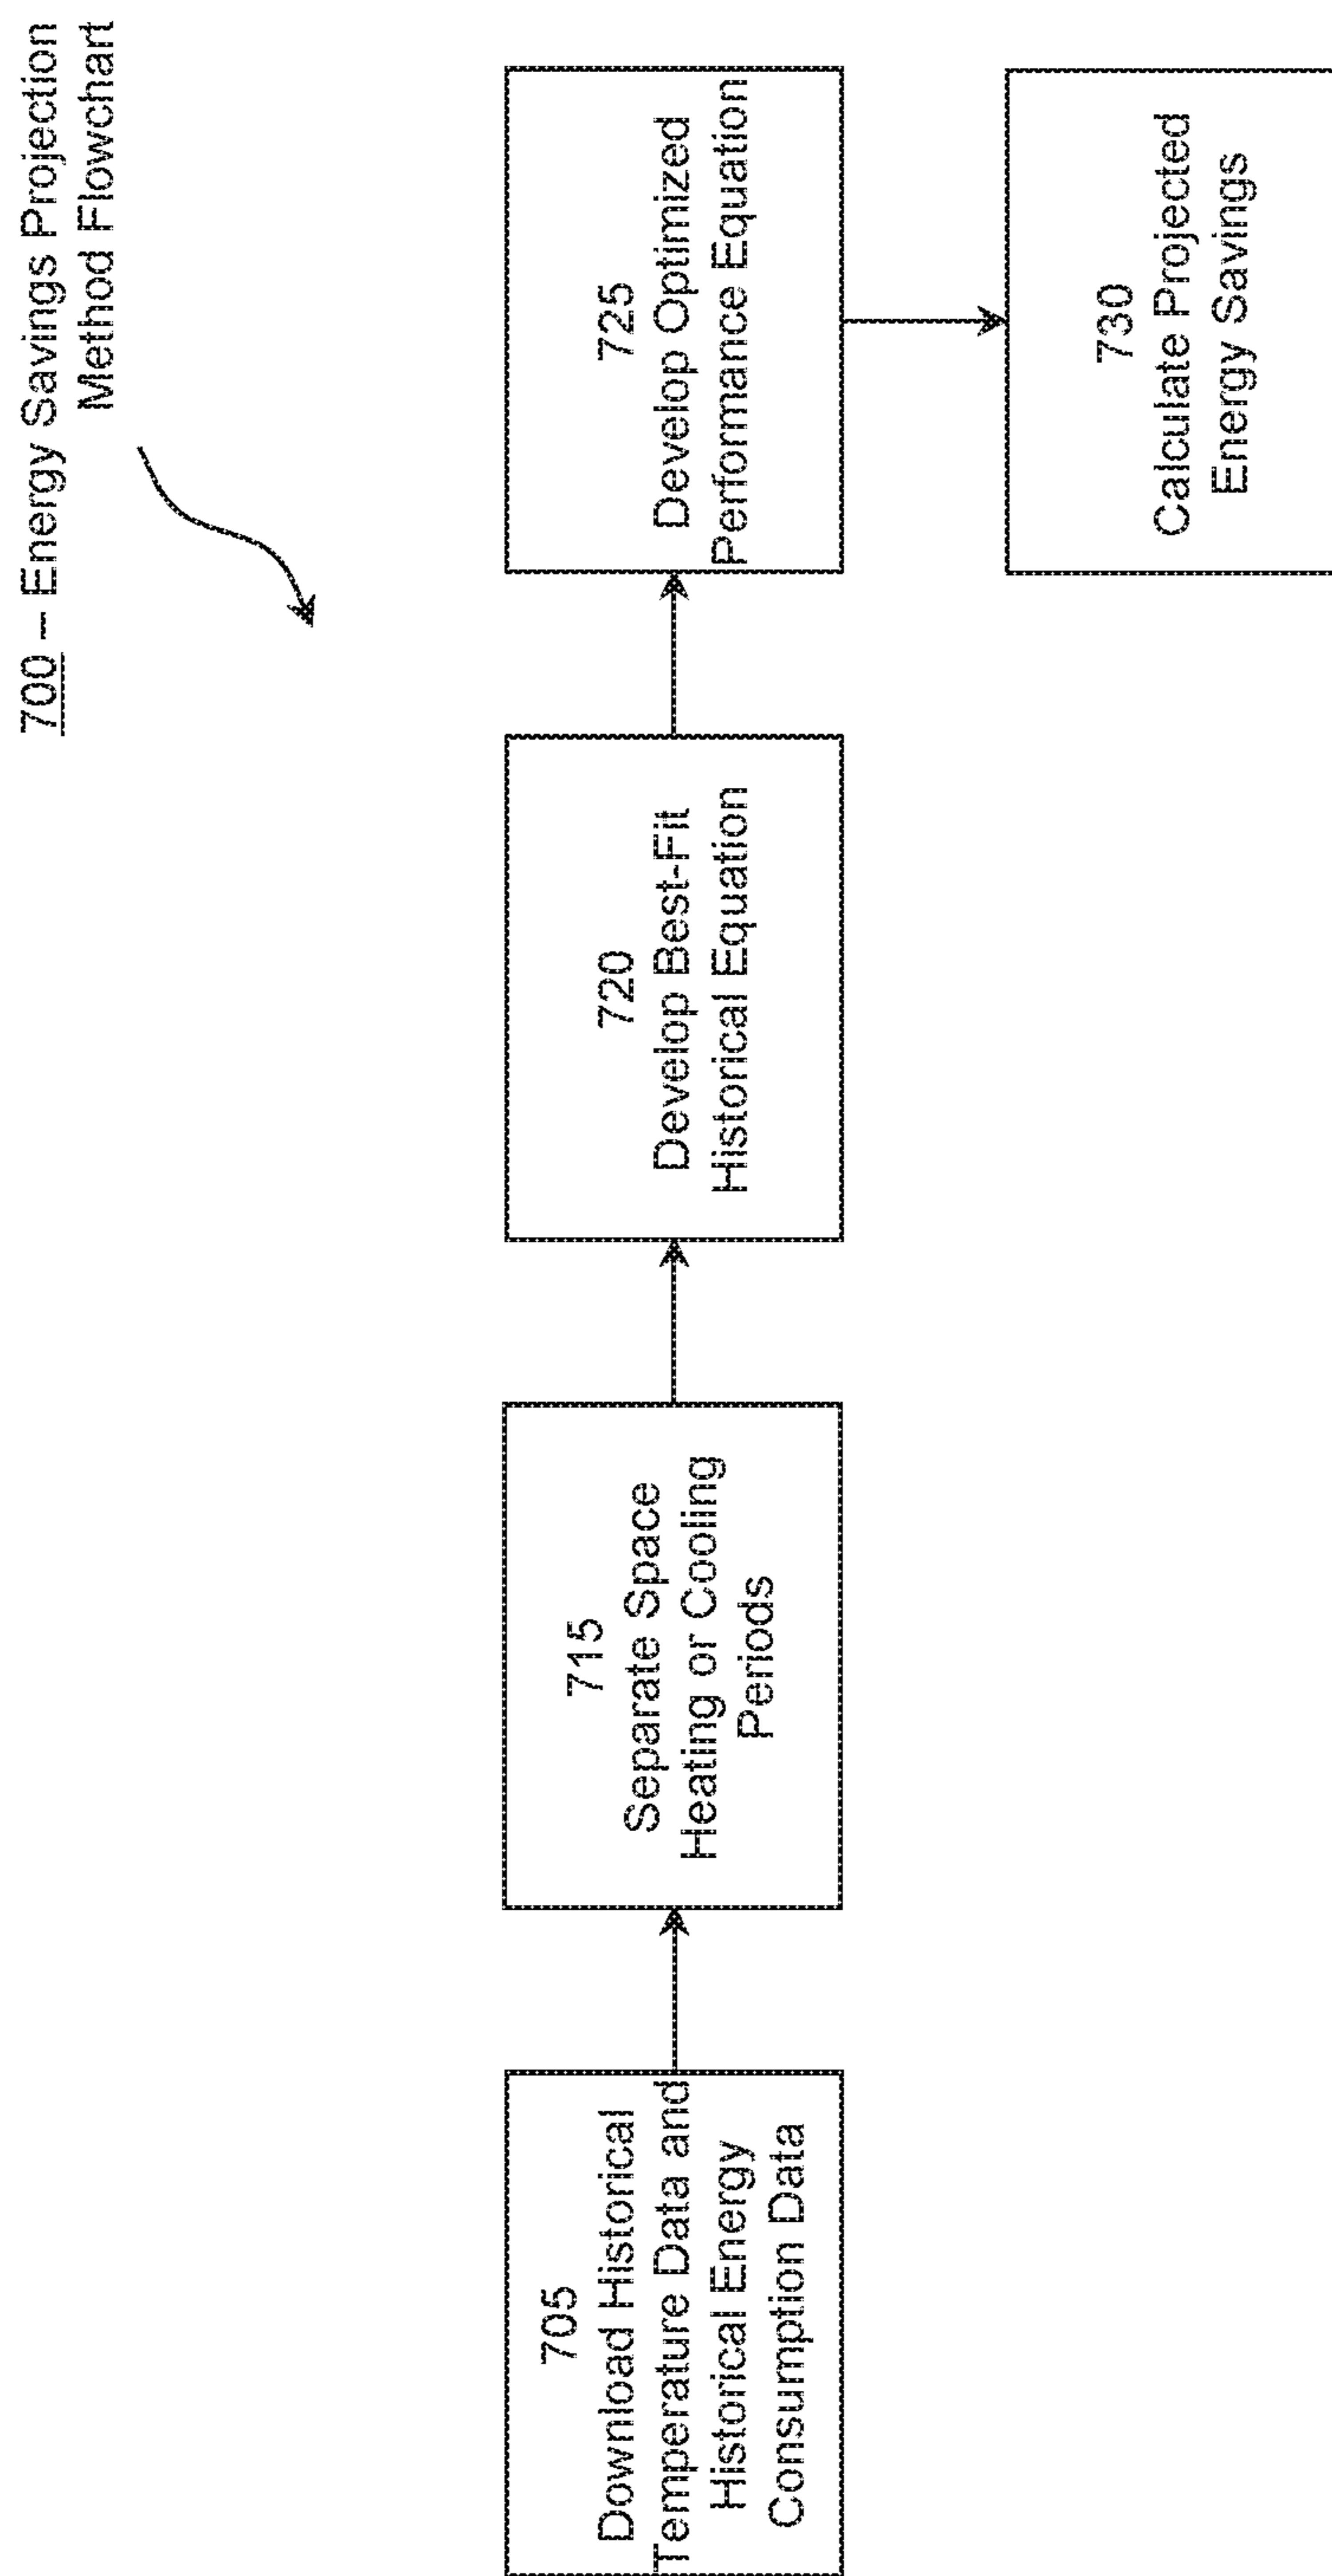 700 – Energy Savings Projection
Method Flowchart
705
Download Historical
Temperature Data and
Historical Energy
Consumption Data
715
Separate Space
Heating or Cooling
Periods
720
Develop Best-Fit
Historical Equation
725
Develop Optimized
Performance Equation
730
Calculate Projected
Energy Savings